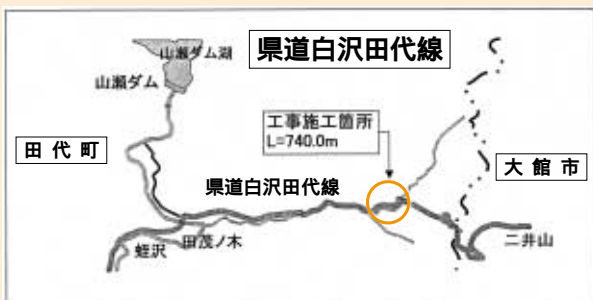 県道白沢田代線
山瀬ダム湖
山瀬ダム
工事施工箇所
L=740.0m
田代町
大館市
県道白沢田代線
二井山
田茂ノ木
蛭沢